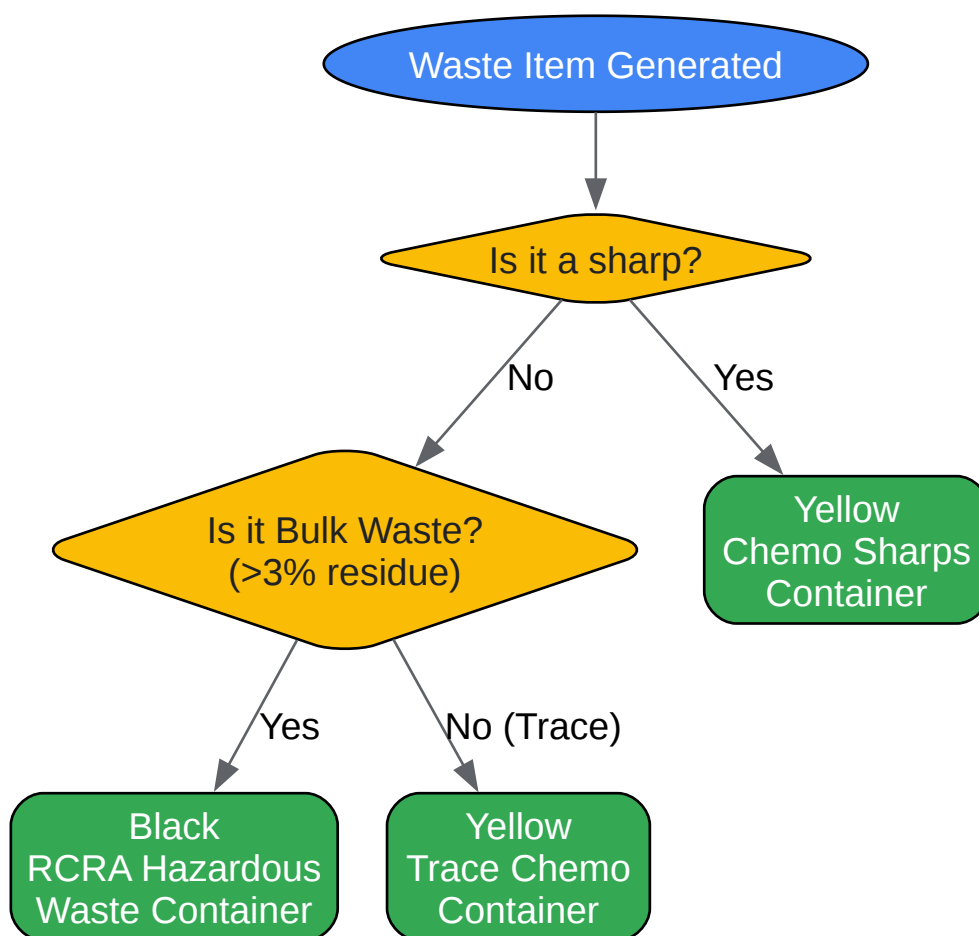 Waste Item Generated
Is it a sharp?
No
Yes
Is it Bulk Waste?
(>3% residue)
Yellow
Chemo Sharps
Container
Yes
No (Trace)
Black
RCRA Hazardous
Waste Container
Yellow
Trace Chemo
Container